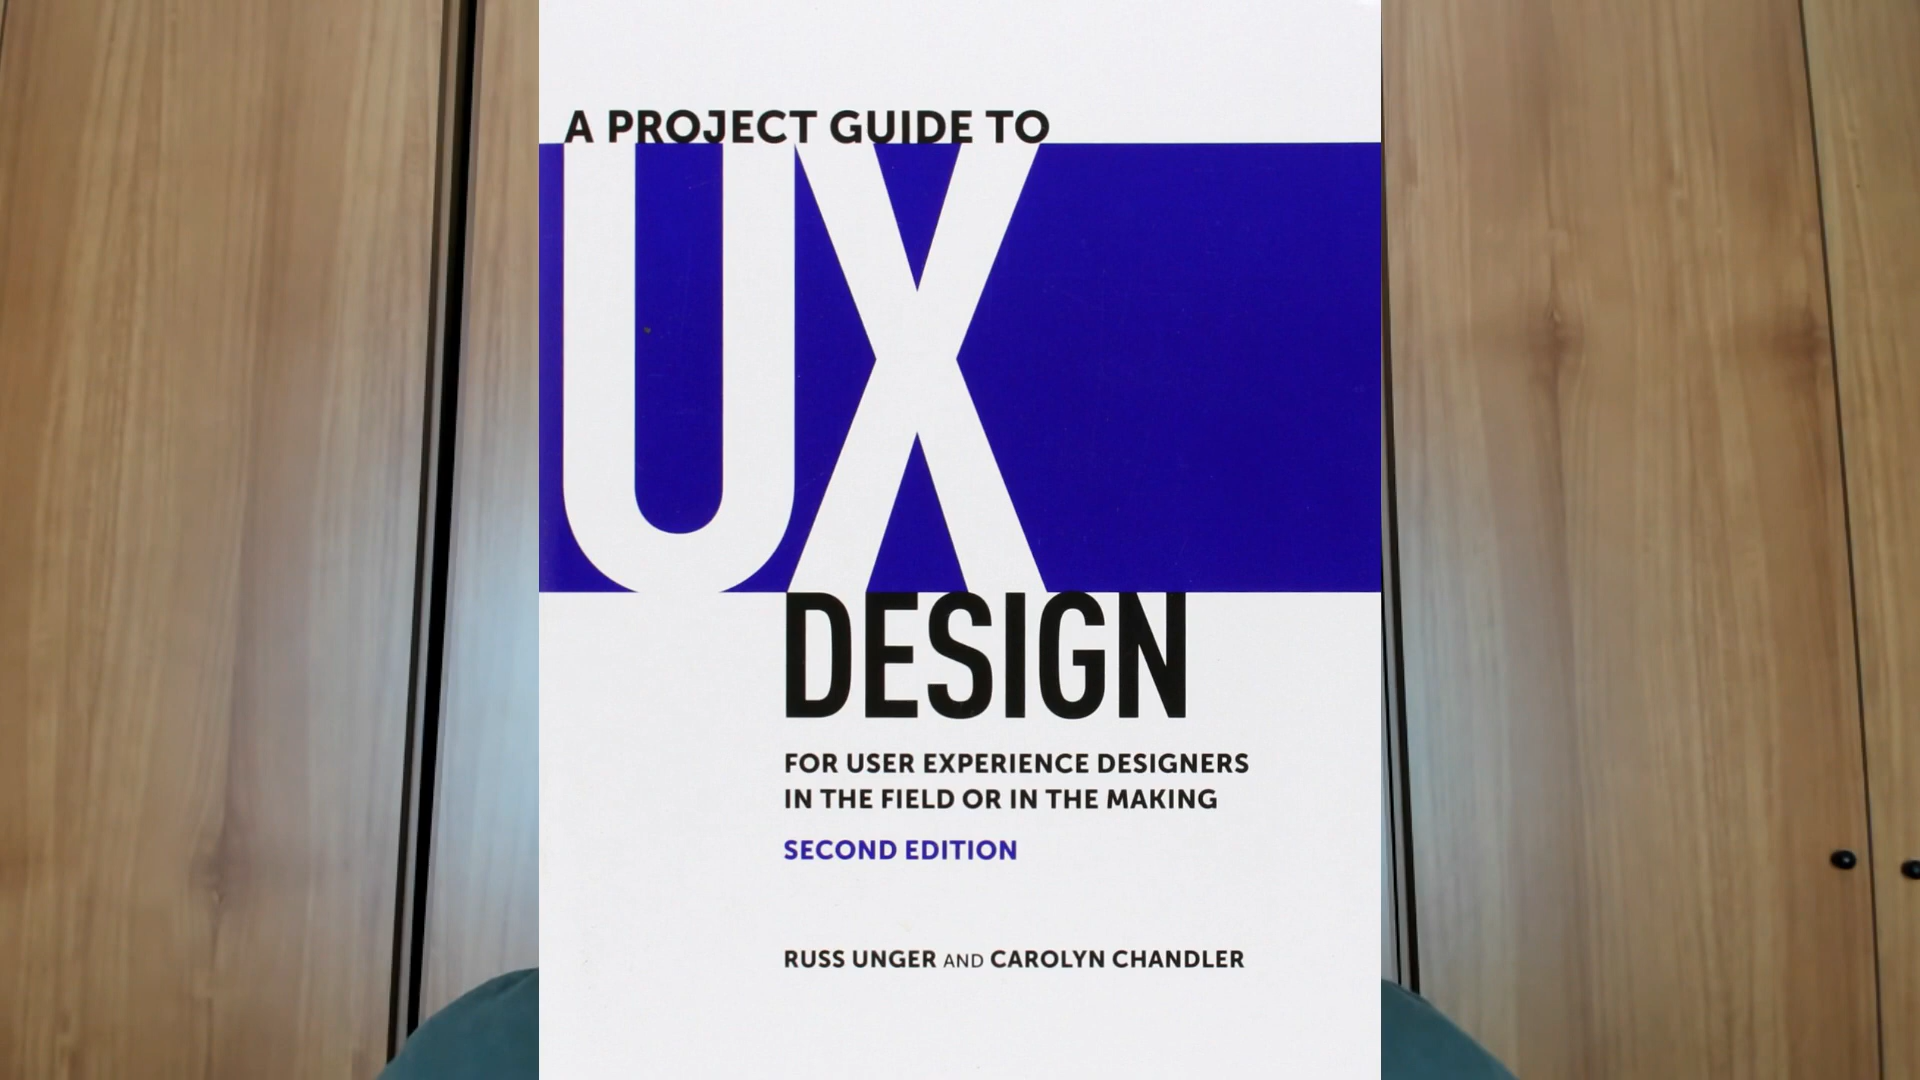 A PROJECT GUIDE TO
UX
DESIGN
FOR USER EXPERIENCE DESIGNERS
IN THE FIELD OR IN THE MAKING
SECOND EDITION
RUSS UNGER AND CAROLYN CHANDLER